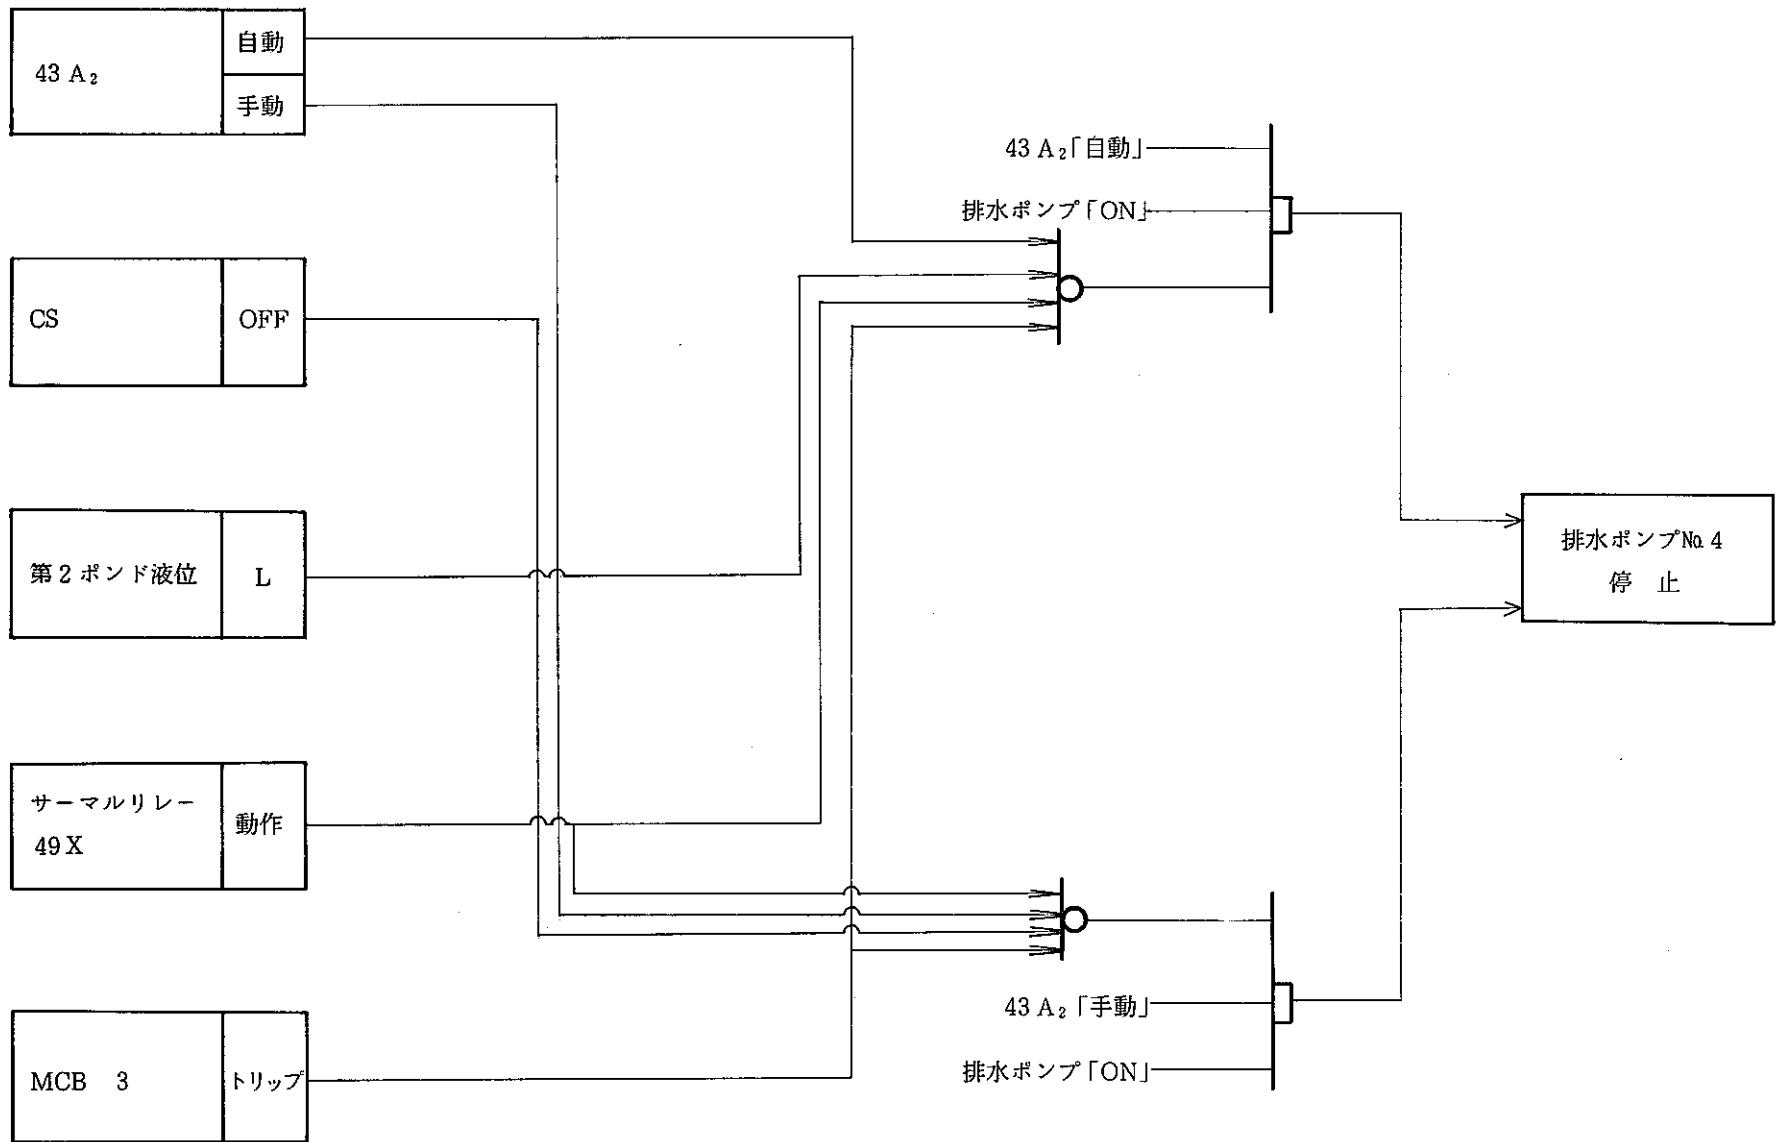 43 A₂
自動
手動
CS
OFF
第2ポンド液位
L
サーマルリレー
49X
動作
MCB 3
トリップ
43 A₂「自動」
排水ポンプ「ON」
43 A₂「手動」
排水ポンプ「ON」
排水ポンプ№4
停 止